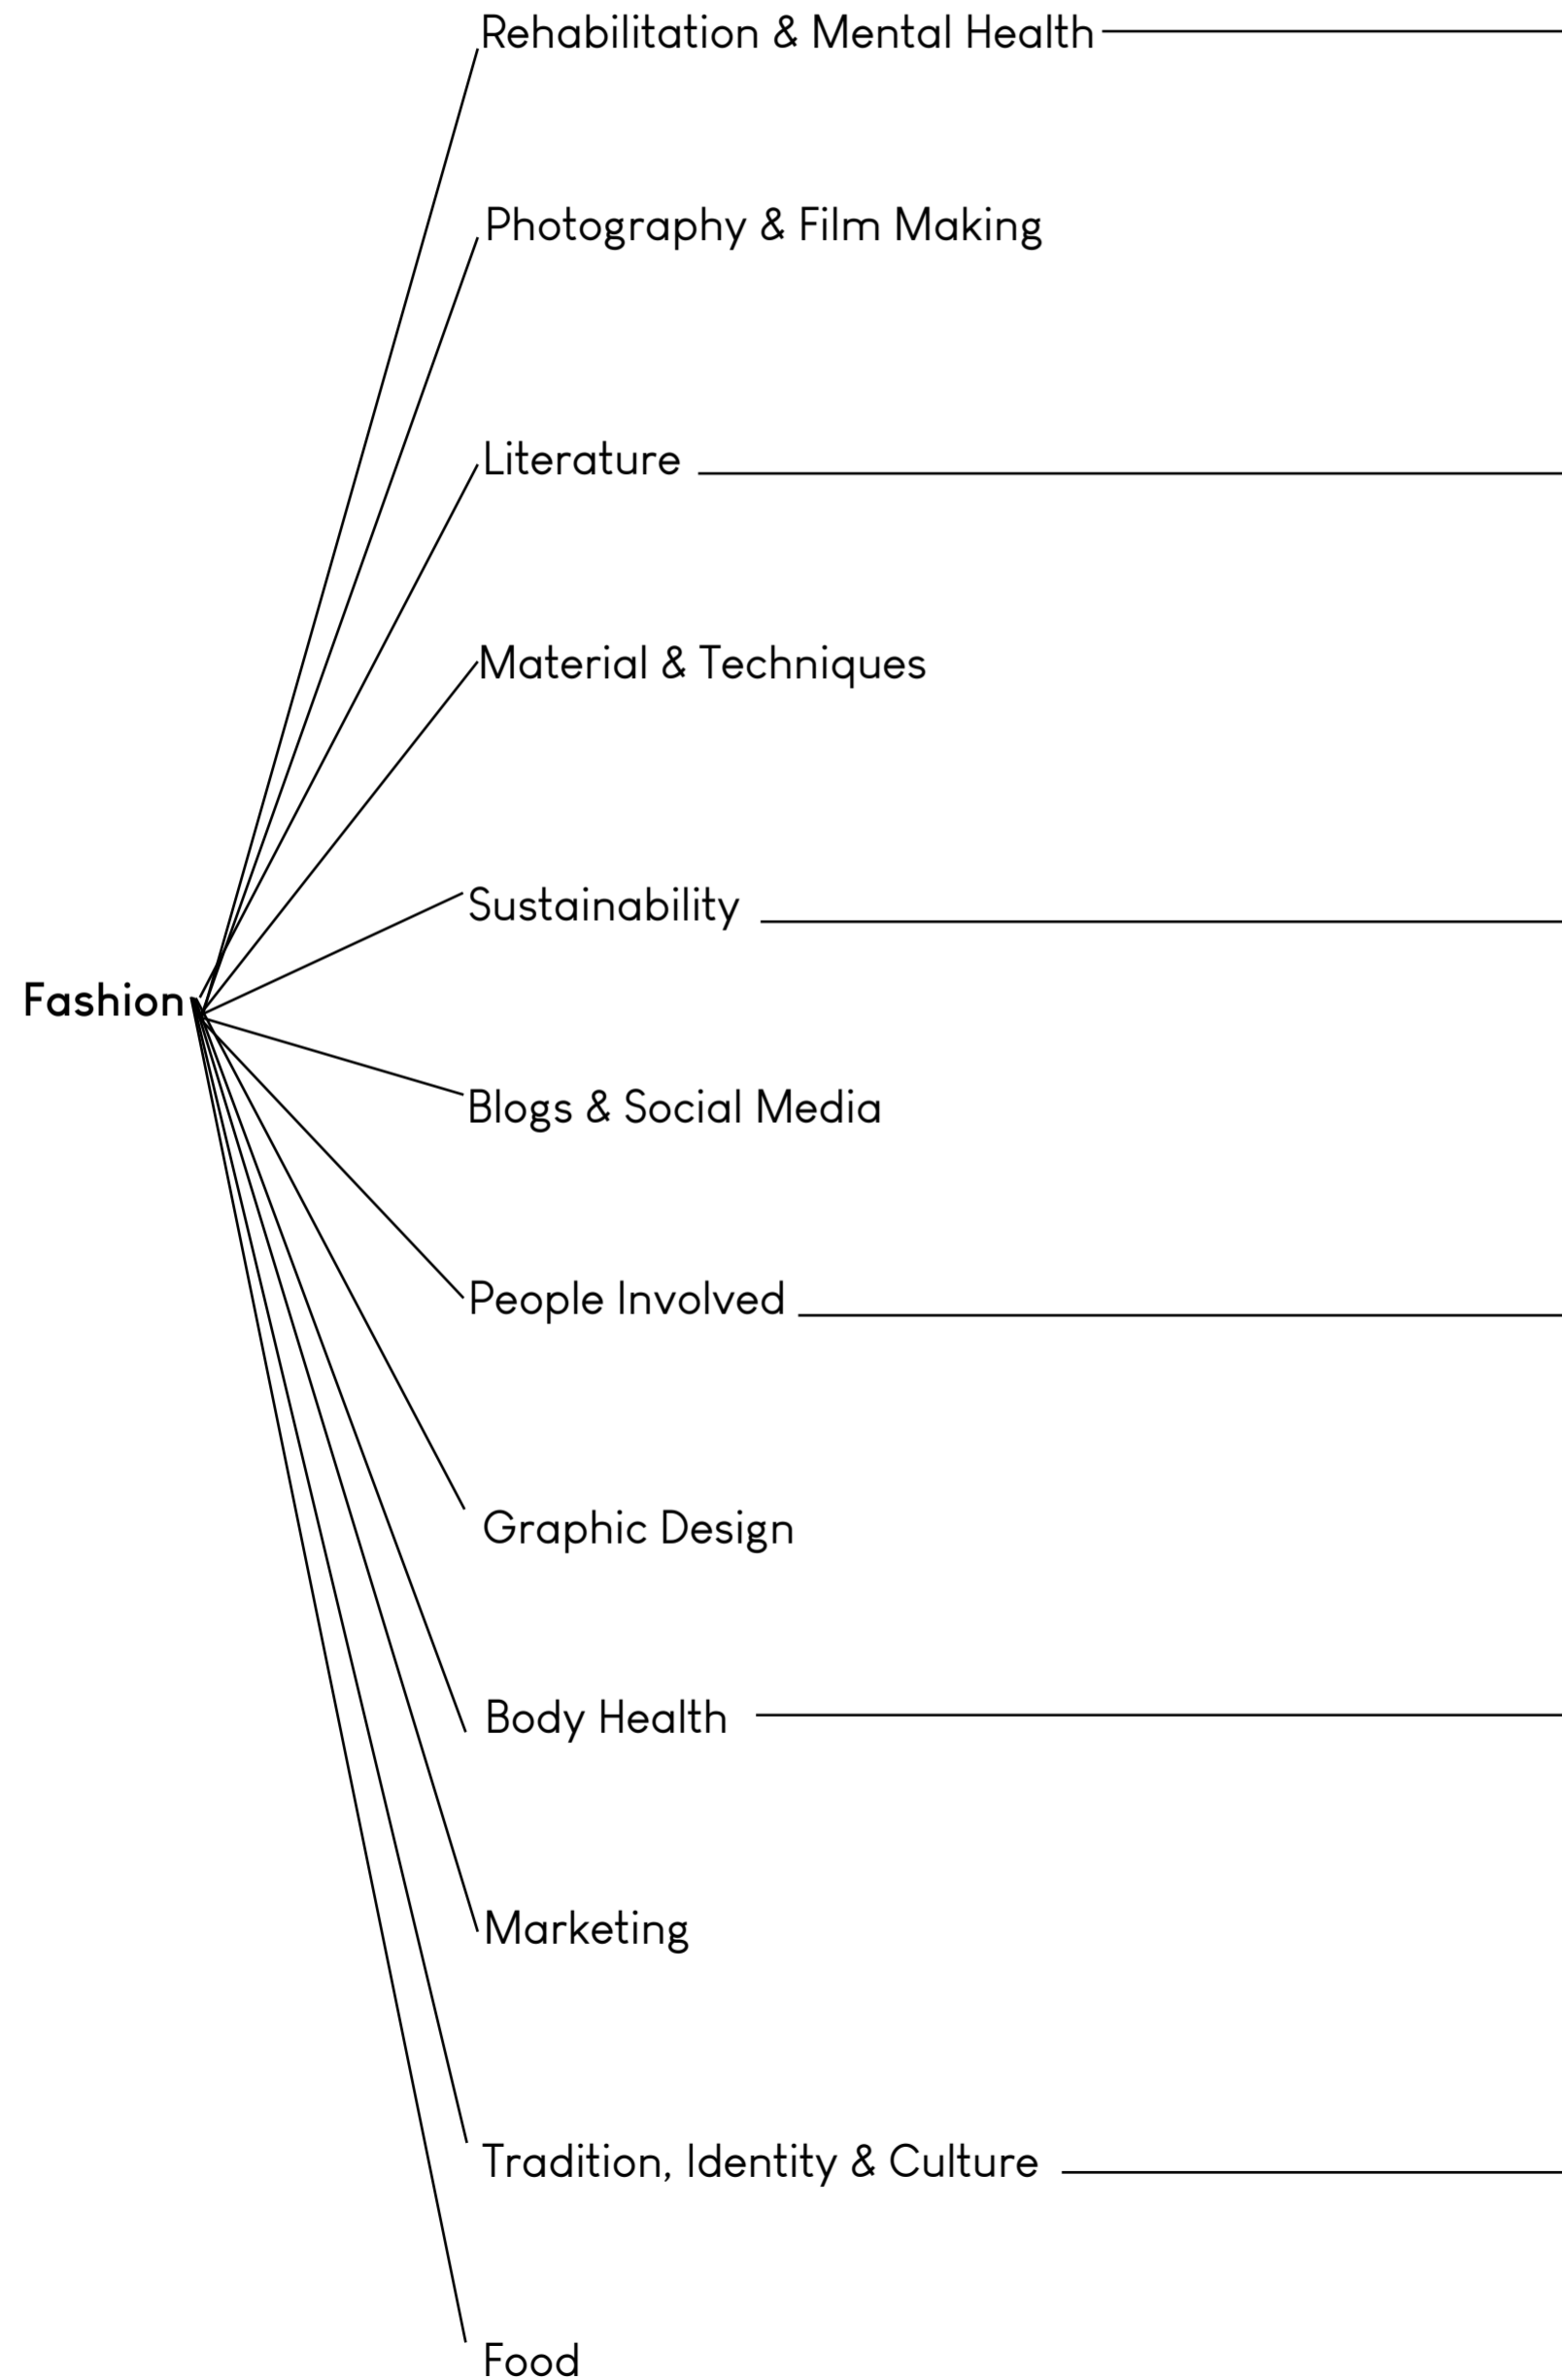 Rehabilitation & Mental Health
Photography & Film Making
Literature
Material & Techniques
Sustainability
Fashion
Blogs & Social Media
People Involved
Graphic Design
Body Health
Marketing
Tradition, Identity & Culture
Food